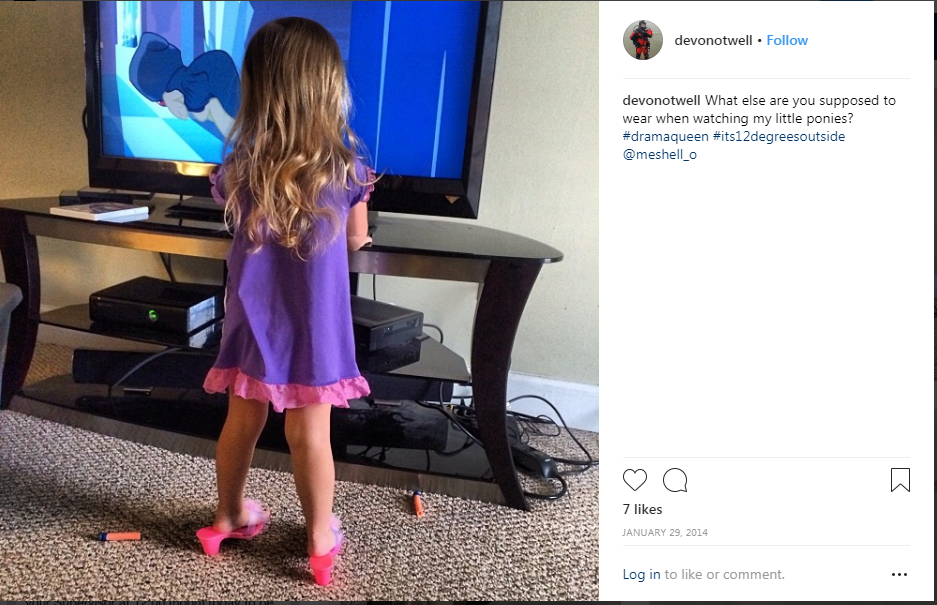 devonotwell • Follow
devonotwell What else are you supposed to
wear when watching my little ponies?
#dramaqueen #its12degreesoutside
@meshell_o
7 likes
JANUARY 29, 2014
Log in to like or comment.